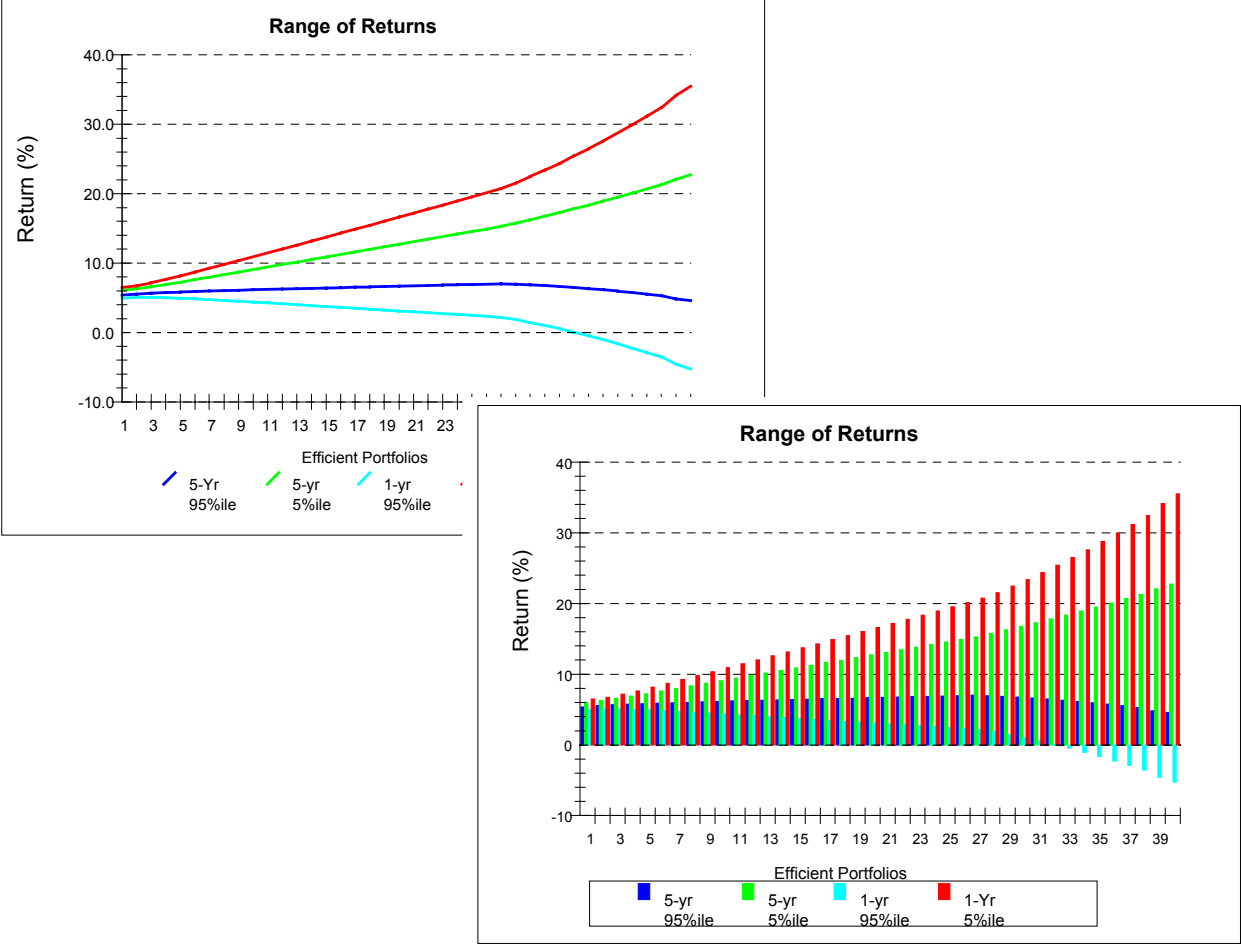 Range of Returns
40.0
30.0
20.0
10.0
0.0
-10.0
Return (%)
1 3 5 7 9 11 13 15 17 19 21 23
Efficient Portfolios
5-Yr 5-yr 1-yr
95%ile 5%ile 95%ile
Range of Returns
40
30
20
10
0
-10
Return (%)
1 3 5 7 9 11 13 15 17 19 21 23 25 27 29 31 33 35 37 39
Efficient Portfolios
5-yr 5-yr 1-yr 1-Yr
95%ile 5%ile 95%ile 5%ile